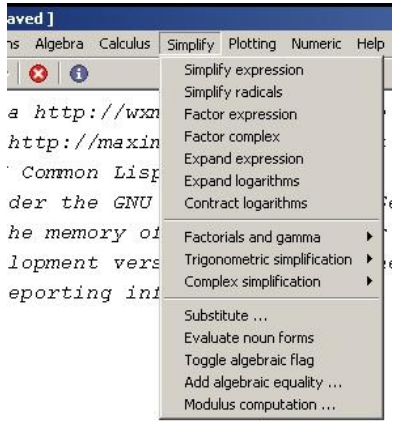 aved ]
ns Algebra Calculus Simplify Plotting Numeric Help
Simplify expression
Simplify radicals
Factor expression
Factor complex
Expand expression
Expand logarithms
Contract logarithms
Factorials and gamma
Trigonometric simplification
Complex simplification
Substitute ...
Evaluate noun forms
Toggle algebraic flag
Add algebraic equality ...
Modulus computation ...
a http://wxm
http://maxin
Common Lisp
der the GNU
he memory of
lopment vers
eporting inf